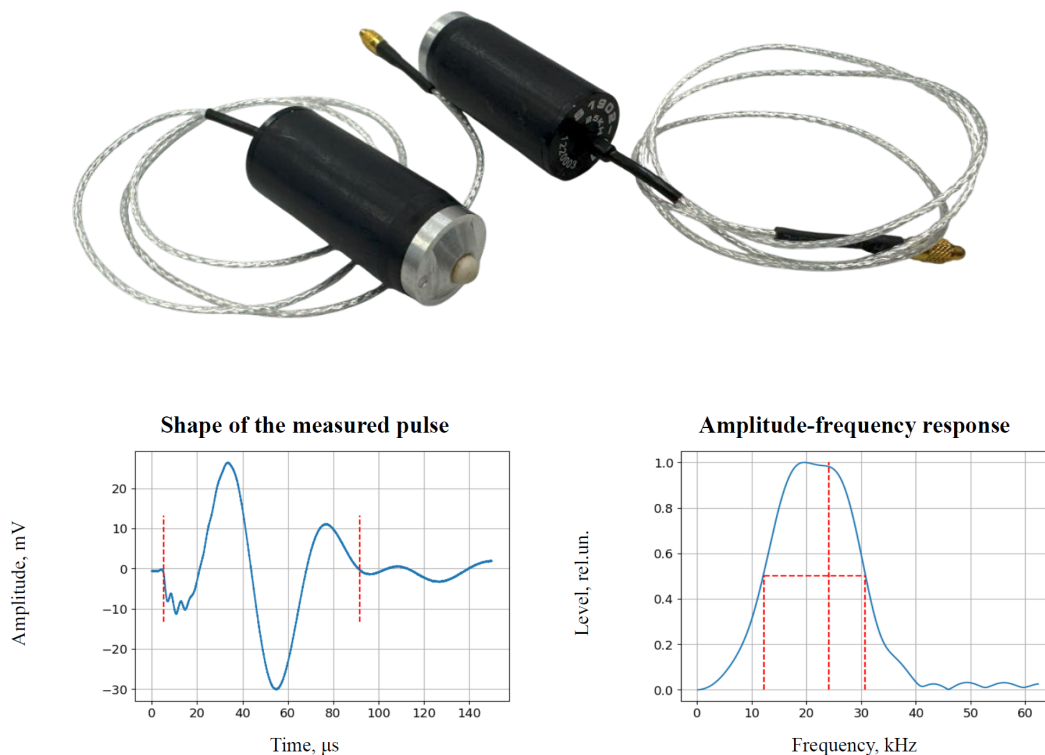 S 1908
Shape of the measured pulse
Amplitude-frequency response
Amplitude, mV
20
10
0
−10
−20
−30
0 20 40 60 80 100 120 140
Time, μs
Level, rel.un.
1.0
0.8
0.6
0.4
0.2
0.0
0 10 20 30 40 50 60
Frequency, kHz